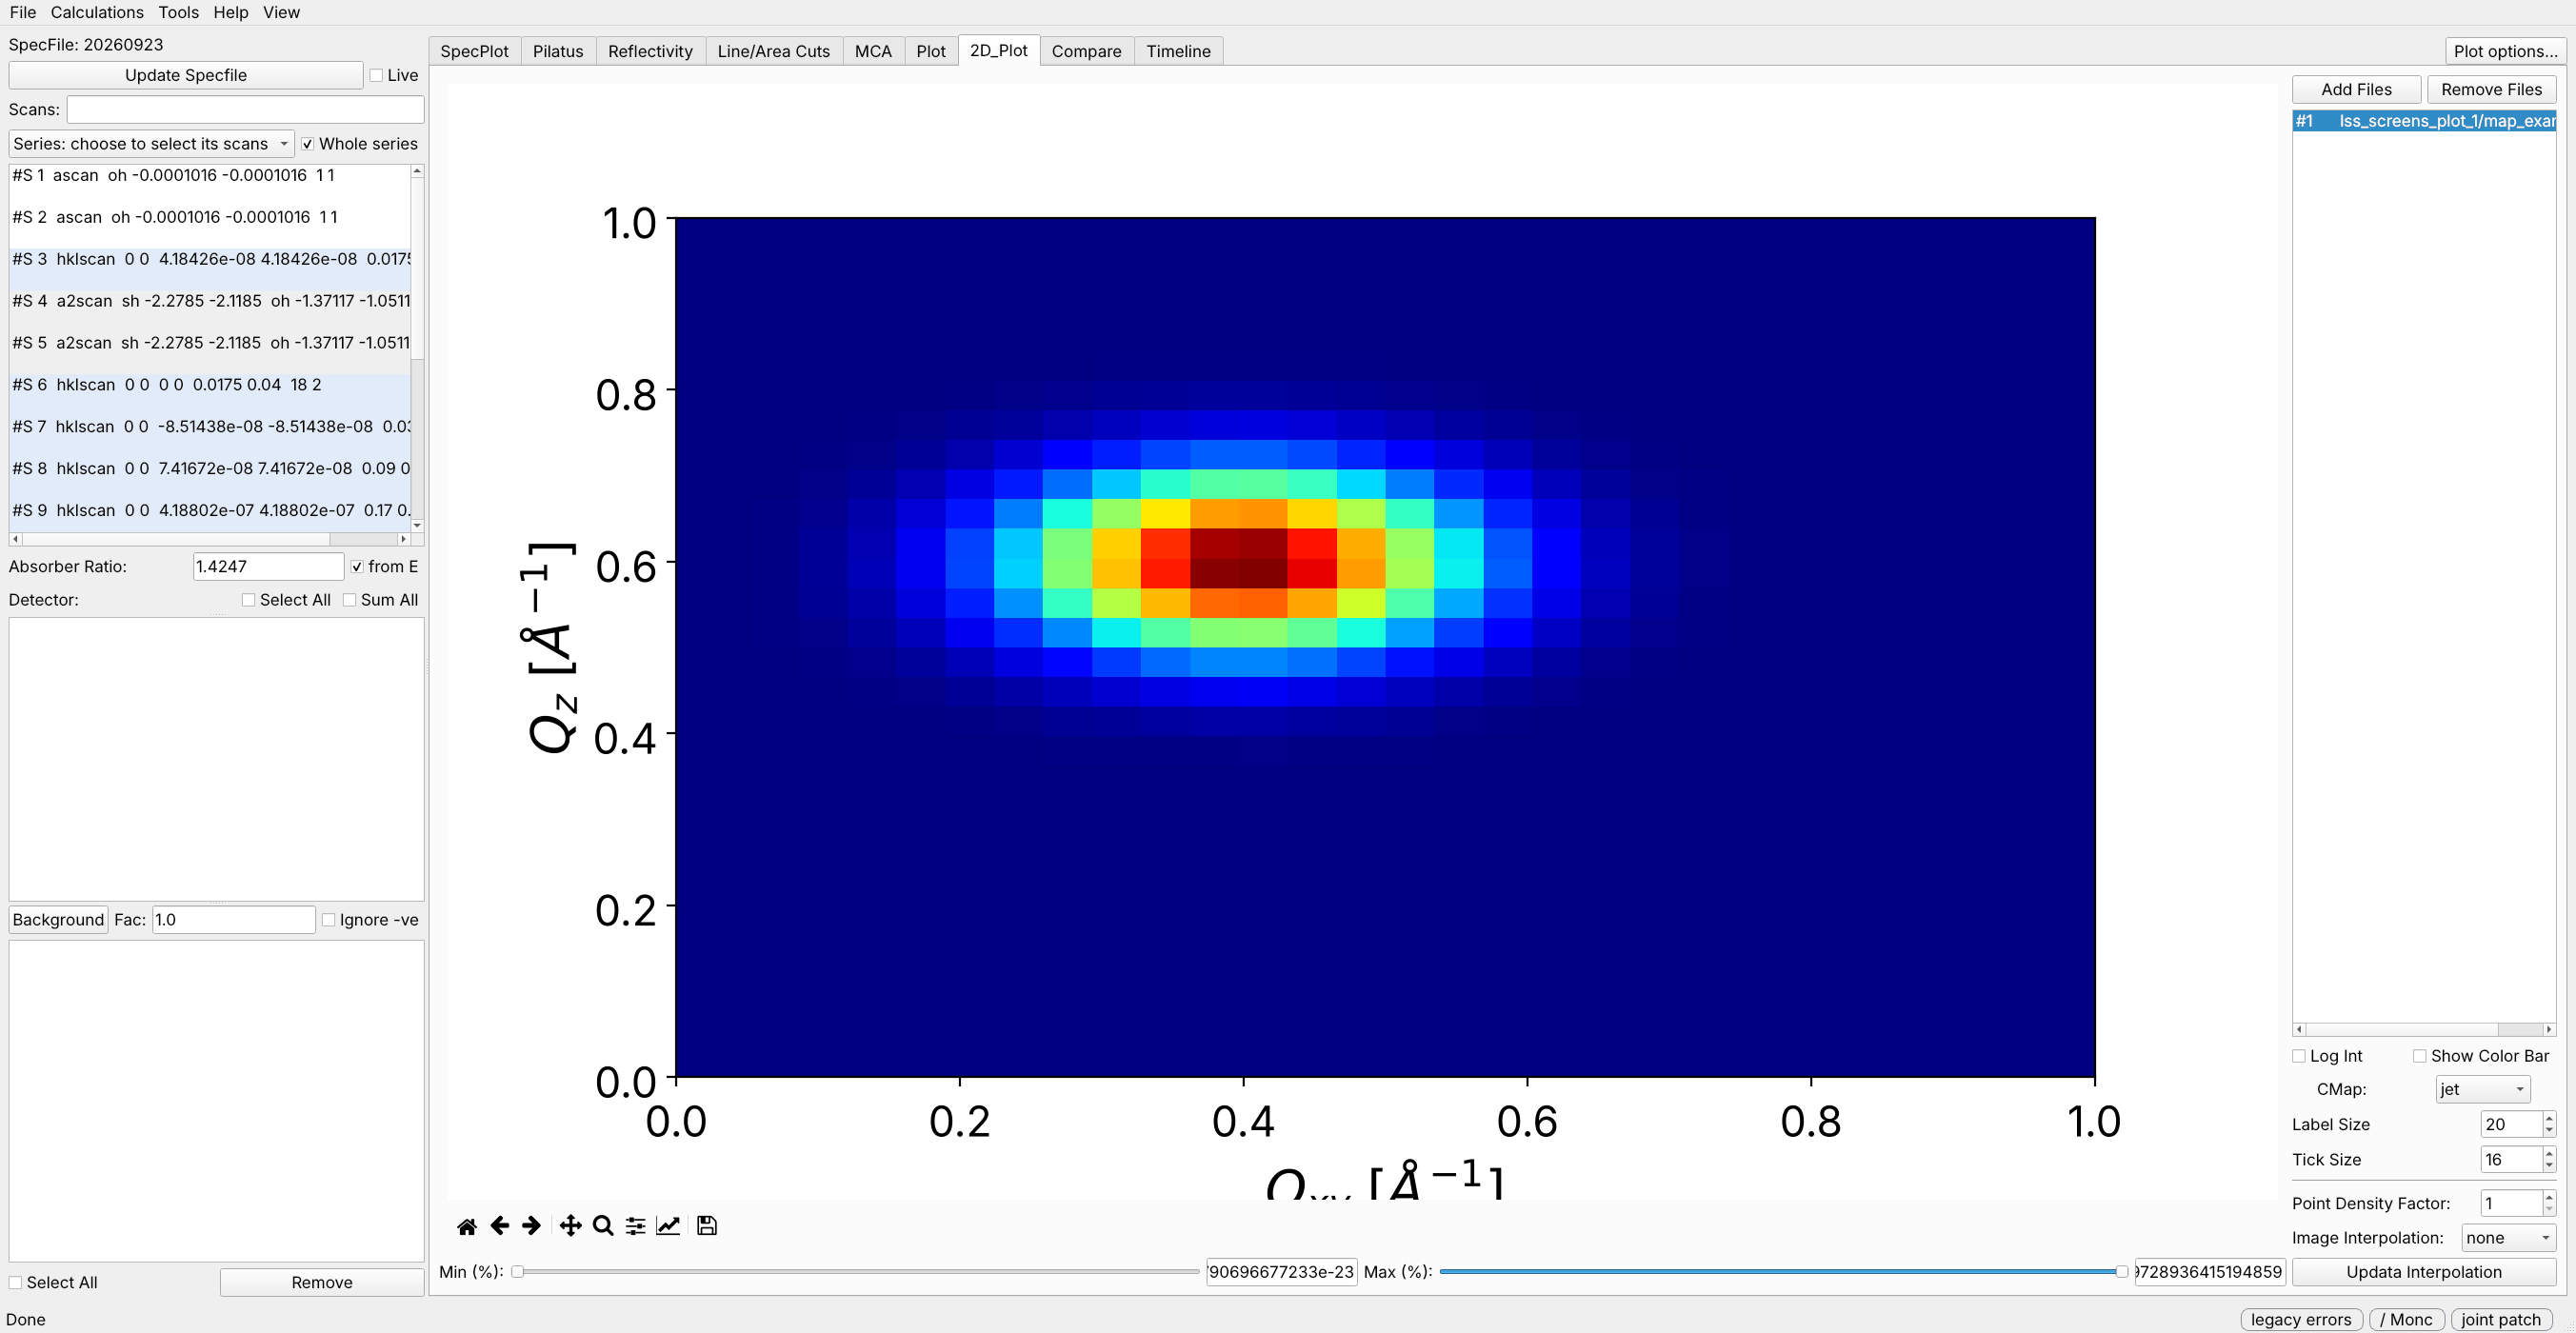 File Calculations Tools Help View
SpecFile: 20260923
Update Specfile Live
Scans:
Series: choose to select its scans Whole series
#S 1 ascan oh -0.0001016 -0.0001016 1 1
#S 2 ascan oh -0.0001016 -0.0001016 1 1
#S 3 hklscan 0 0 4.18426e-08 4.18426e-08 0.0175
#S 4 a2scan sh -2.2785 -2.1185 oh -1.37117 -1.0511
#S 5 a2scan sh -2.2785 -2.1185 oh -1.37117 -1.0511
#S 6 hklscan 0 0 0 0 0.0175 0.04 18 2
#S 7 hklscan 0 0 -8.51438e-08 -8.51438e-08 0.03
#S 8 hklscan 0 0 7.41672e-08 7.41672e-08 0.09 0
#S 9 hklscan 0 0 4.18802e-07 4.18802e-07 0.17 0.
Absorber Ratio: 1.4247 from E
Detector: Select All Sum All
Background Fac: 1.0 Ignore -ve
Select All Remove
Done
SpecPlot Pilatus Reflectivity Line/Area Cuts MCA Plot 2D_Plot Compare Timeline
Plot options...
1.0
0.8
0.6
0.4
0.2
0.0
Qz [Å−1]
0.0 0.2 0.4 0.6 0.8 1.0
Qxy [Å−1]
Min (%): 90696677233e-23 Max (%): 9728936415194859
Add Files Remove Files
#1 lss_screens_plot_1/map_exar
Log Int Show Color Bar
CMap: jet
Label Size 20
Tick Size 16
Point Density Factor: 1
Image Interpolation: none
Updata Interpolation
legacy errors / Monc joint patch